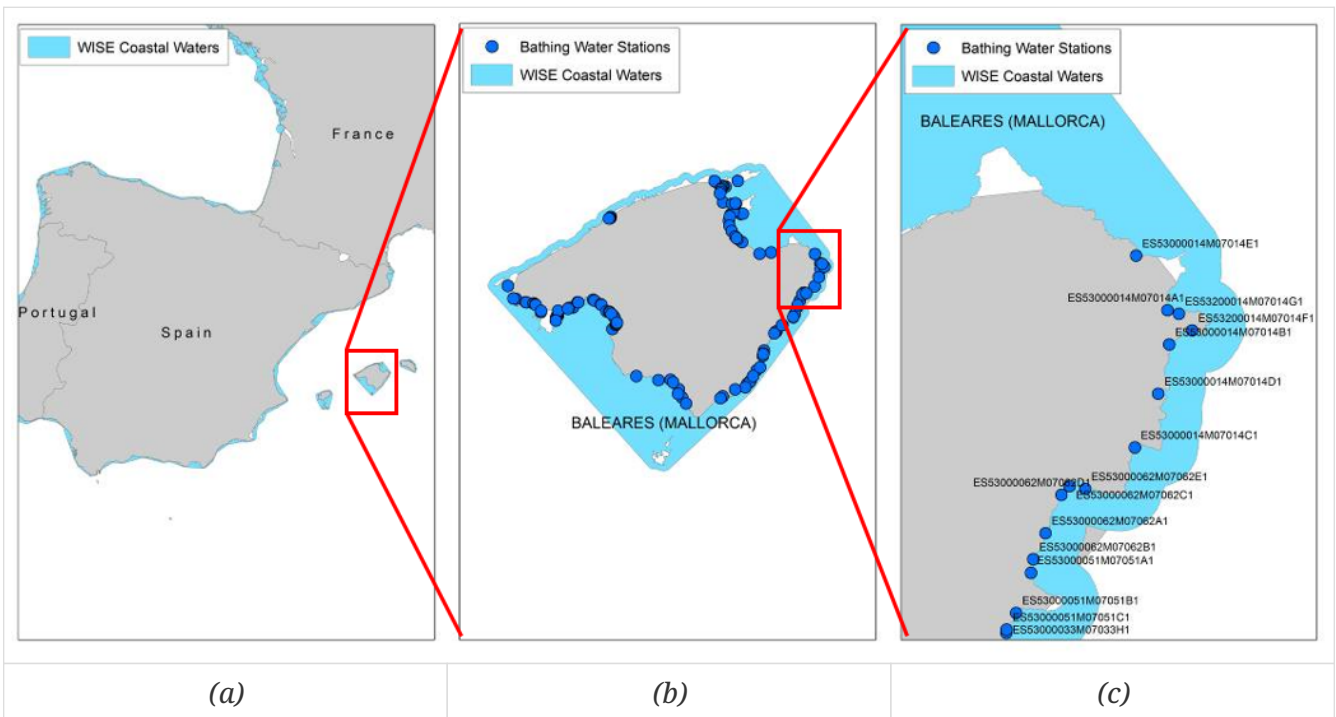 WISE Coastal Waters
France
Portugal
Spain
Bathing Water Stations
WISE Coastal Waters
BALEARES (MALLORCA)
Bathing Water Stations
WISE Coastal Waters
BALEARES (MALLORCA)
ES53000014M07014E1
ES53000014M07014A1
ES53200014M07014G1
ES53200014M07014F1
ES53000014M07014B1
ES53000014M07014D1
ES53000014M07014C1
ES53000062M07062E1
ES53000062M07062D1
ES53000062M07062C1
ES53000062M07062A1
ES53000062M07062B1
ES53000051M07051A1
ES53000051M07051B1
ES53000051M07051C1
ES53000033M07033H1
(a)
(b)
(c)